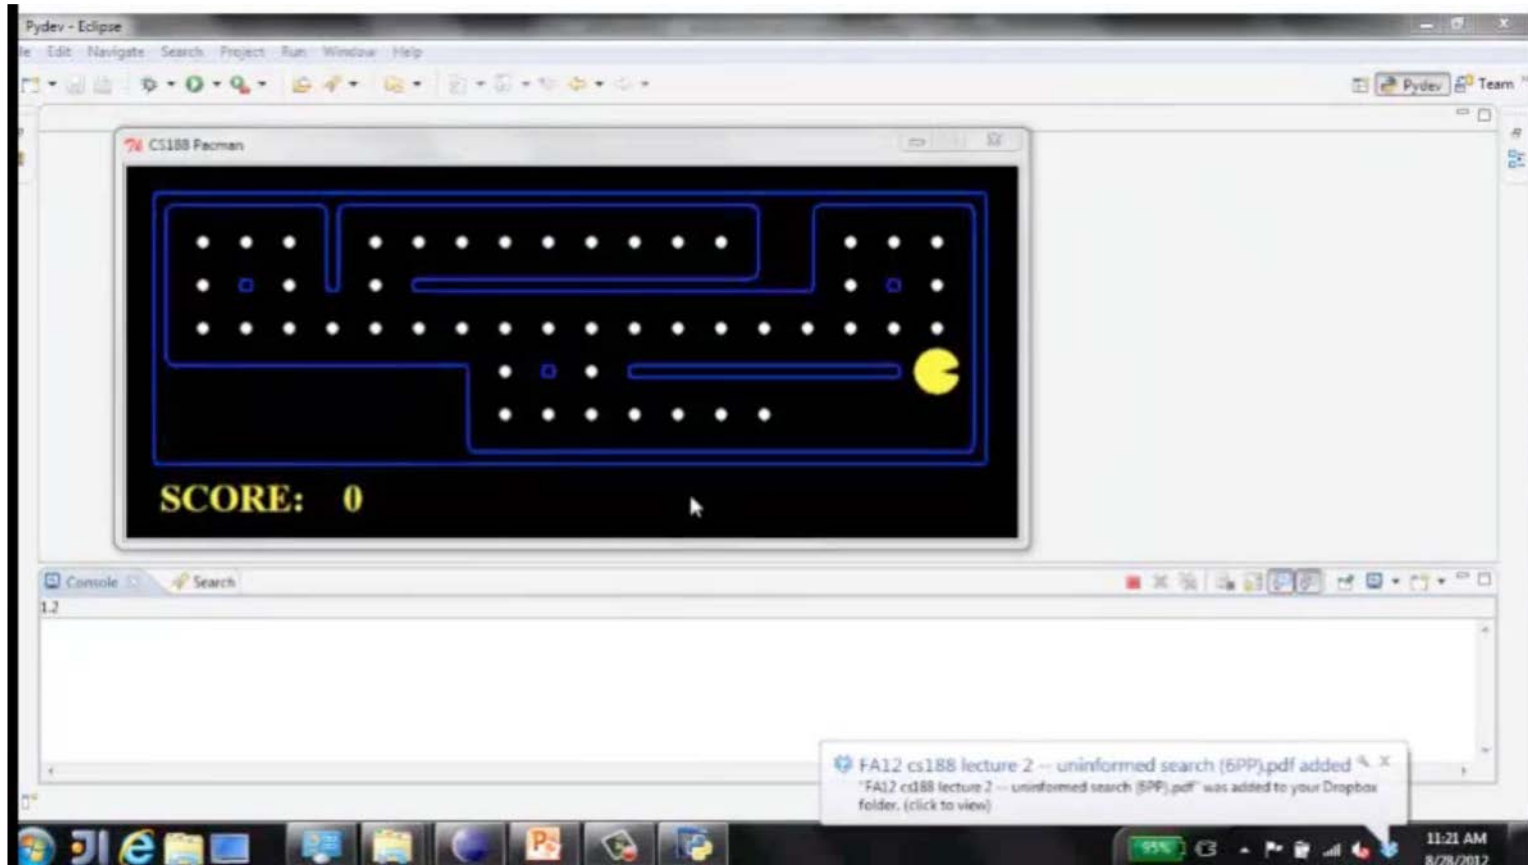 Pydev - Eclipse
le Edit Navigate Search Project Run Window Help
Pydev Team
CS188 Pacman
SCORE: 0
Console Search
1.2
FA12 cs188 lecture 2 -- uninformed search (6PP).pdf added
"FA12 cs188 lecture 2 -- uninformed search (6PP).pdf" was added to your Dropbox
folder. (click to view)
95%
11:21 AM
8/28/2012